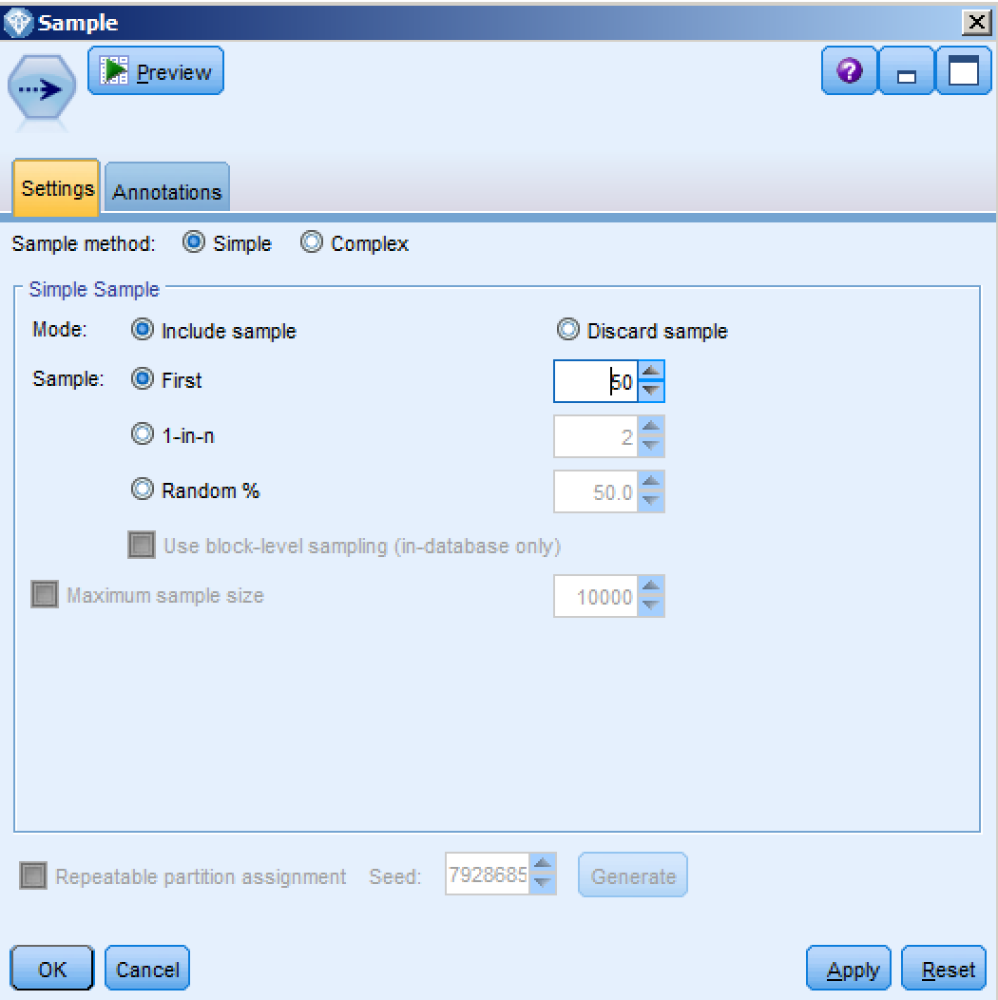 Sample
Preview
Settings Annotations
Sample method: Simple Complex
Simple Sample
Mode: Include sample Discard sample
Sample: First 50
1-in-n 2
Random % 50.0
Use block-level sampling (in-database only)
Maximum sample size 10000
Repeatable partition assignment Seed: 7928685 Generate
OK Cancel Apply Reset